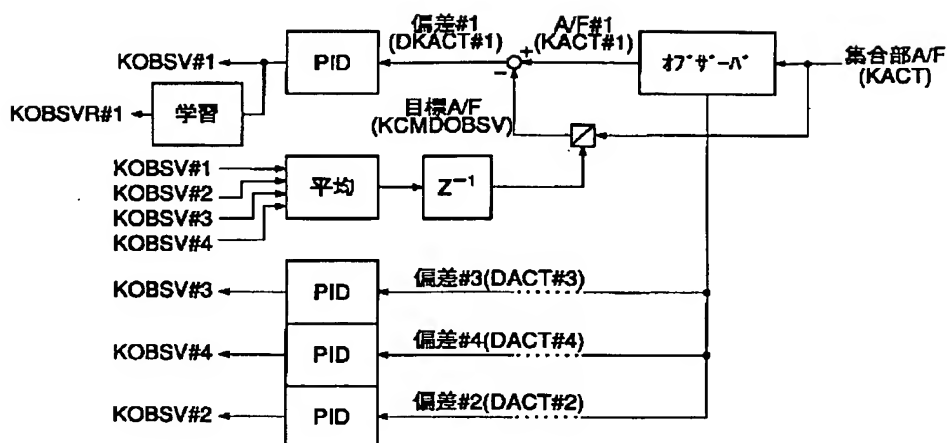 偏差#1
(DKACT#1)
A/F#1
(KACT#1)
KOBSV#1
PID
+
−
オブザーバ
集合部A/F
(KACT)
KOBSVR#1
学習
目標A/F
(KCMDOBSV)
KOBSV#1
KOBSV#2
KOBSV#3
KOBSV#4
平均
Z⁻¹
KOBSV#3
PID
偏差#3(DACT#3)
KOBSV#4
PID
偏差#4(DACT#4)
KOBSV#2
PID
偏差#2(DACT#2)